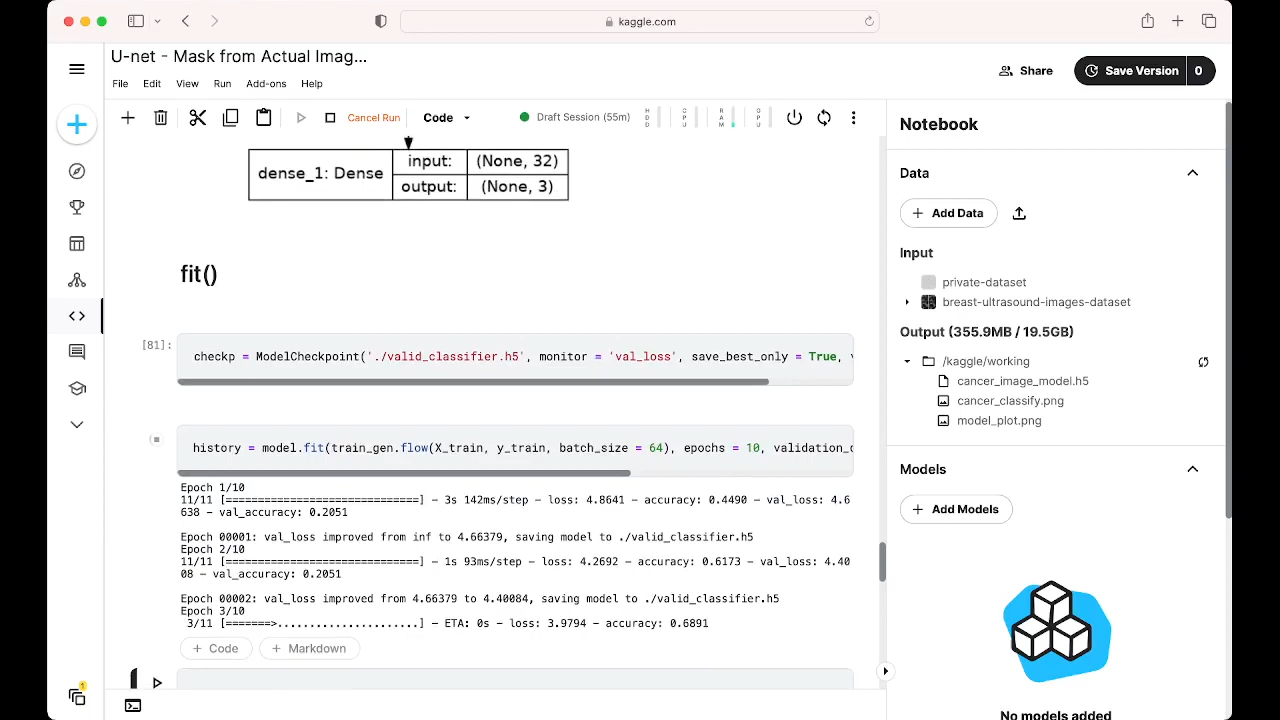 kaggle.com
U-net - Mask from Actual Imag...
File Edit View Run Add-ons Help
Share
Save Version 0
Cancel Run
Code
Draft Session (55m)
HDD
CPU
RAM
GPU
dense_1: Dense
input: (None, 32)
output: (None, 3)
fit()
[81]:
checkp = ModelCheckpoint('./valid_classifier.h5', monitor = 'val_loss', save_best_only = True,
history = model.fit(train_gen.flow(X_train, y_train, batch_size = 64), epochs = 10,
Epoch 1/10
11/11 [==============================] - 3s 142ms/step - loss: 4.8641 - accuracy: 0.4490 - val_loss: 4.6
638 - val_accuracy: 0.2051
Epoch 00001: val_loss improved from inf to 4.66379, saving model to ./valid_classifier.h5
Epoch 2/10
11/11 [==============================] - 1s 93ms/step - loss: 4.2692 - accuracy: 0.6173 - val_loss: 4.40
08 - val_accuracy: 0.2051
Epoch 00002: val_loss improved from 4.66379 to 4.40084, saving model to ./valid_classifier.h5
Epoch 3/10
3/11 [=======>......................] - ETA: 0s - loss: 3.9794 - accuracy: 0.6891
+ Code + Markdown
Notebook
Data
+ Add Data
Input
private-dataset
breast-ultrasound-images-dataset
Output (355.9MB / 19.5GB)
/kaggle/working
cancer_image_model.h5
cancer_classify.png
model_plot.png
Models
+ Add Models
No models added
1